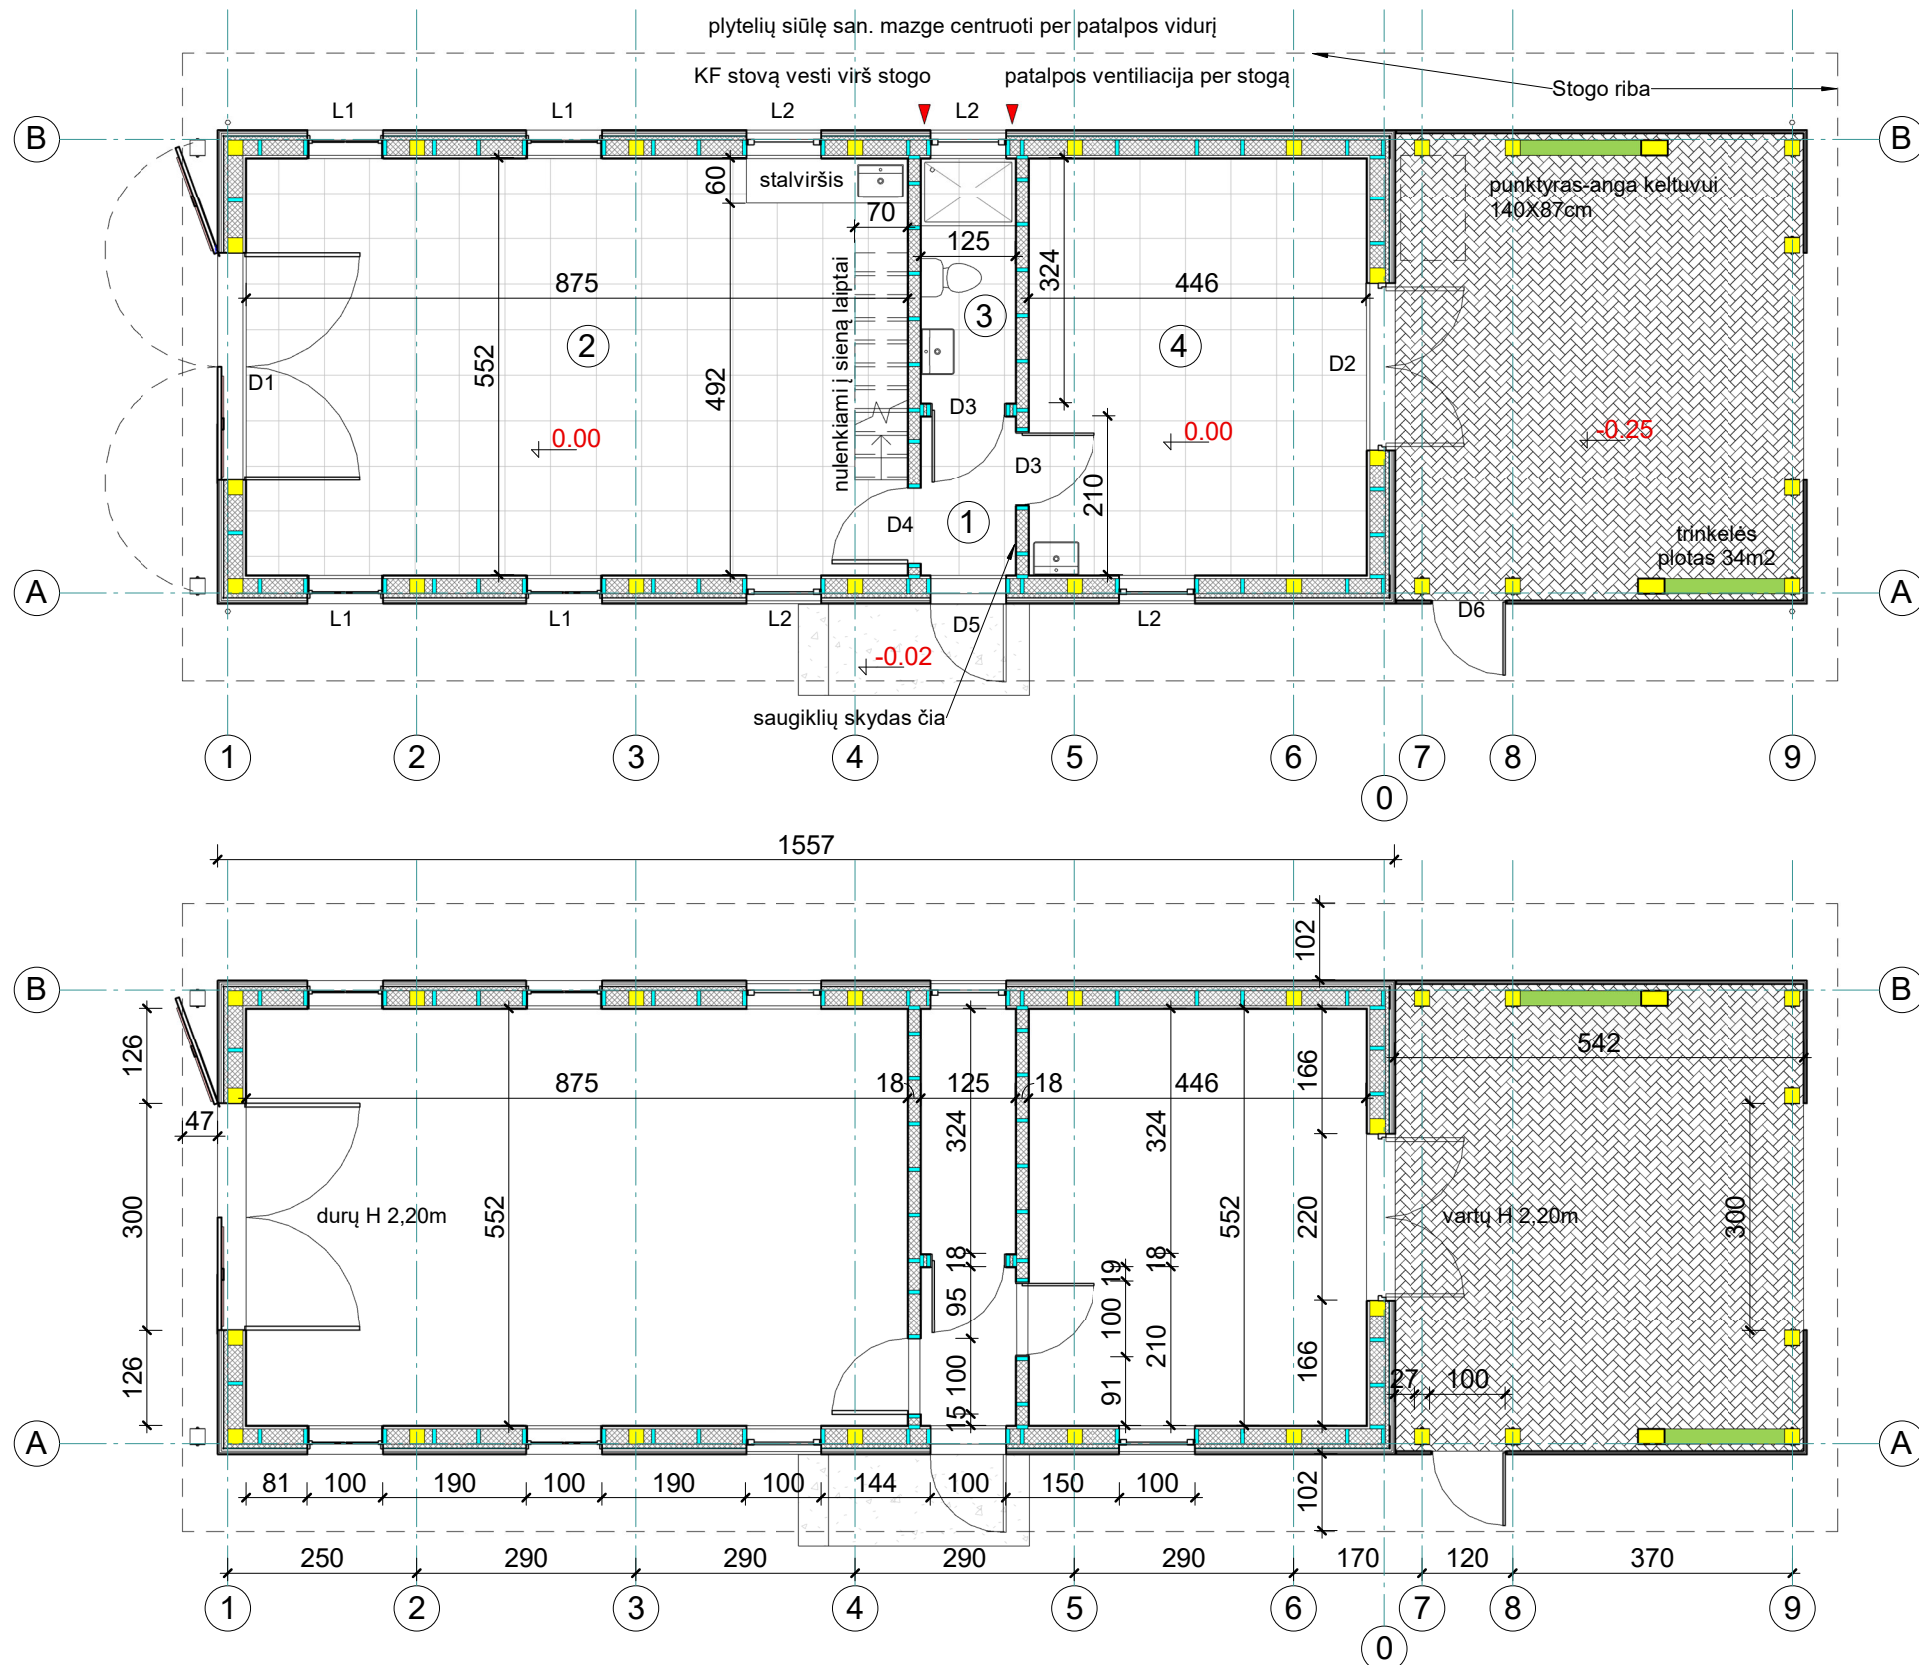 plytelių siūlę san. mazge centruoti per patalpos vidurį
KF stovą vesti virš stogo
patalpos ventiliacija per stogą
Stogo riba
L1
L1
L2
L2
B
B
60
stalviršis
70
125
324
punktyras-anga keltuvui
140X87cm
875
446
nulenkiami į sieną laiptai
3
2
4
552
492
D1
D2
D3
0.00
0.00
-0.25
D3
210
1
D4
trinkelės
plotas 34m2
A
A
L1
L1
L2
D5
L2
D6
-0.02
saugiklių skydas čia
1
2
3
4
5
6
7
8
9
0
1557
102
B
B
126
542
166
875
18
125
18
446
47
324
324
300
durų H 2,20m
552
552
220
vartų H 2,20m
300
18
18
19
95
100
210
126
100
91
15
166
27
100
A
A
81
100
190
100
190
100
144
100
150
100
102
250
290
290
290
290
170
120
370
1
2
3
4
5
6
7
8
9
0